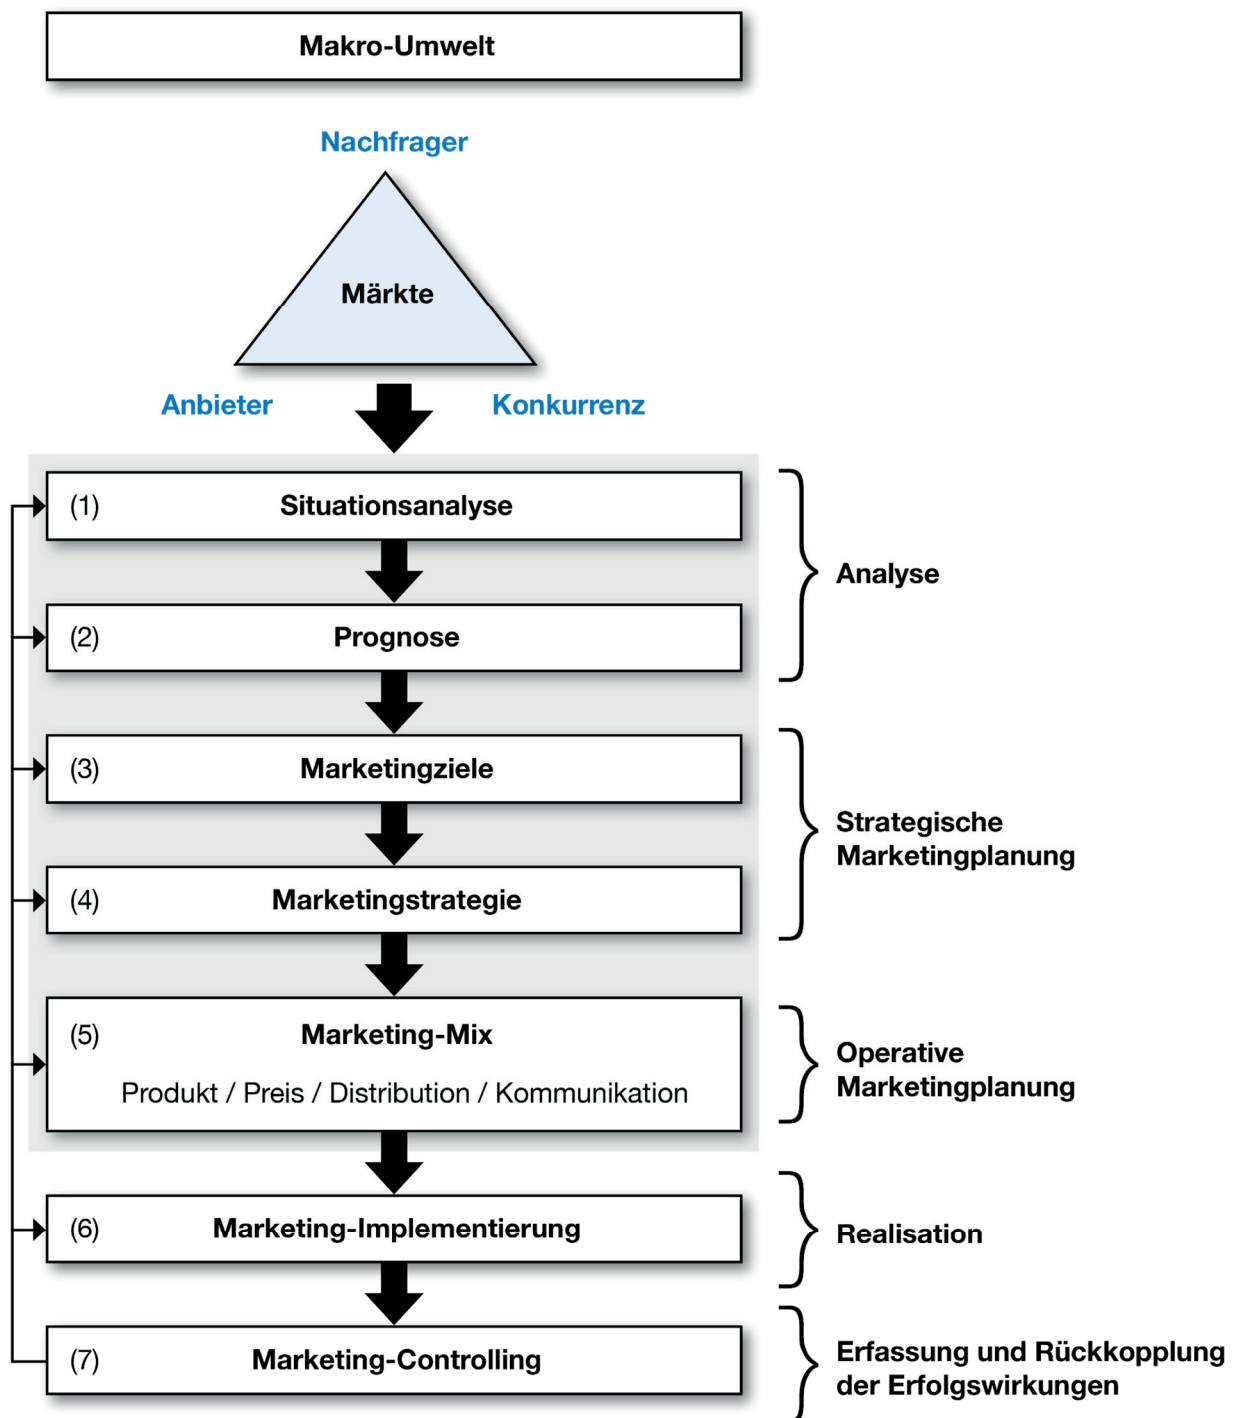 Makro-Umwelt
Nachfrager
Märkte
Anbieter
Konkurrenz
(1) Situationsanalyse
Analyse
(2) Prognose
(3) Marketingziele
Strategische
Marketingplanung
(4) Marketingstrategie
(5) Marketing-Mix
Produkt / Preis / Distribution / Kommunikation
Operative
Marketingplanung
(6) Marketing-Implementierung
Realisation
(7) Marketing-Controlling
Erfassung und Rückkopplung
der Erfolgswirkungen